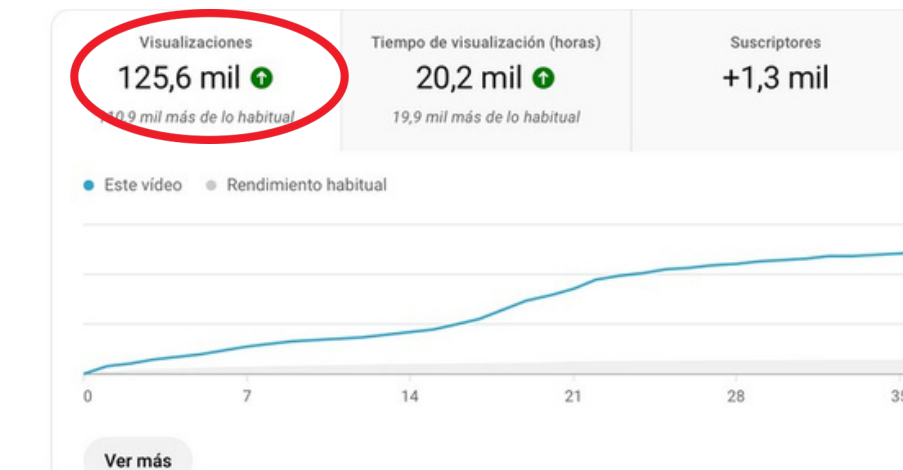 Visualizaciones
125,6 mil
9 mil más de lo habitual
Tiempo de visualización (horas)
20,2 mil
19,9 mil más de lo habitual
Suscriptores
+1,3 mil
Este vídeo
Rendimiento habitual
0 7 14 21 28
Ver más